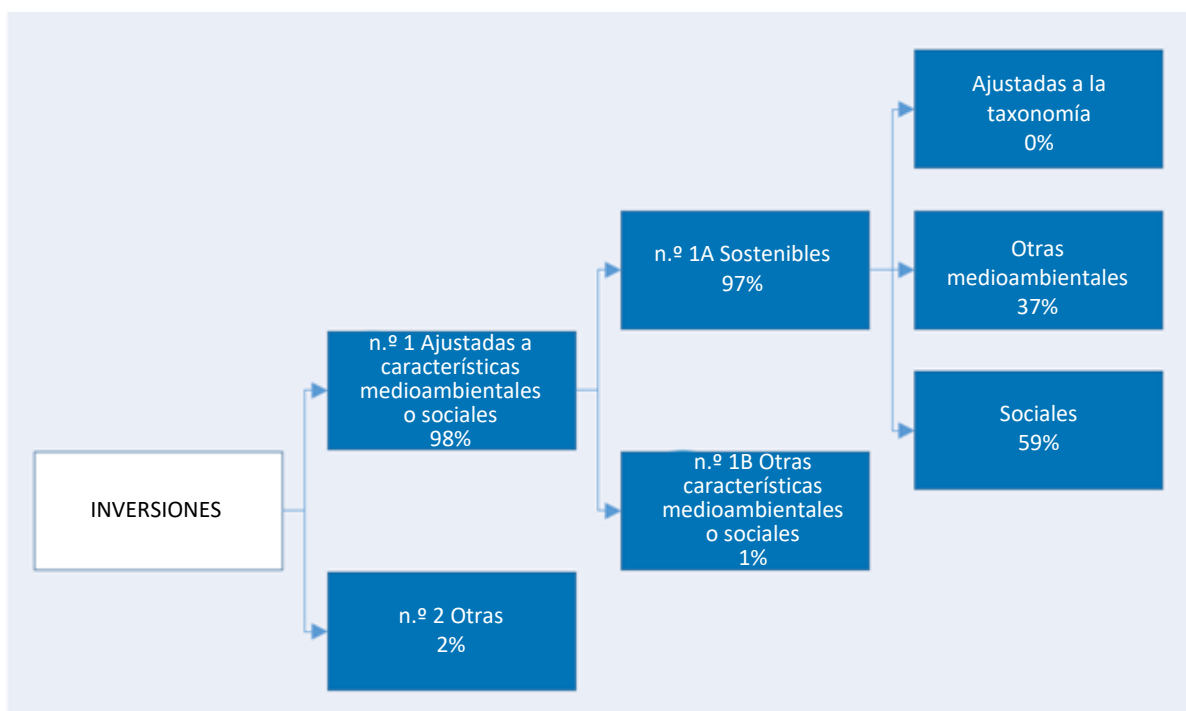 INVERSIONES
n.º 1 Ajustadas a
características
medioambientales
o sociales
98%
n.º 2 Otras
2%
n.º 1A Sostenibles
97%
n.º 1B Otras
características
medioambientales
o sociales
1%
Ajustadas a la
taxonomía
0%
Otras
medioambientales
37%
Sociales
59%